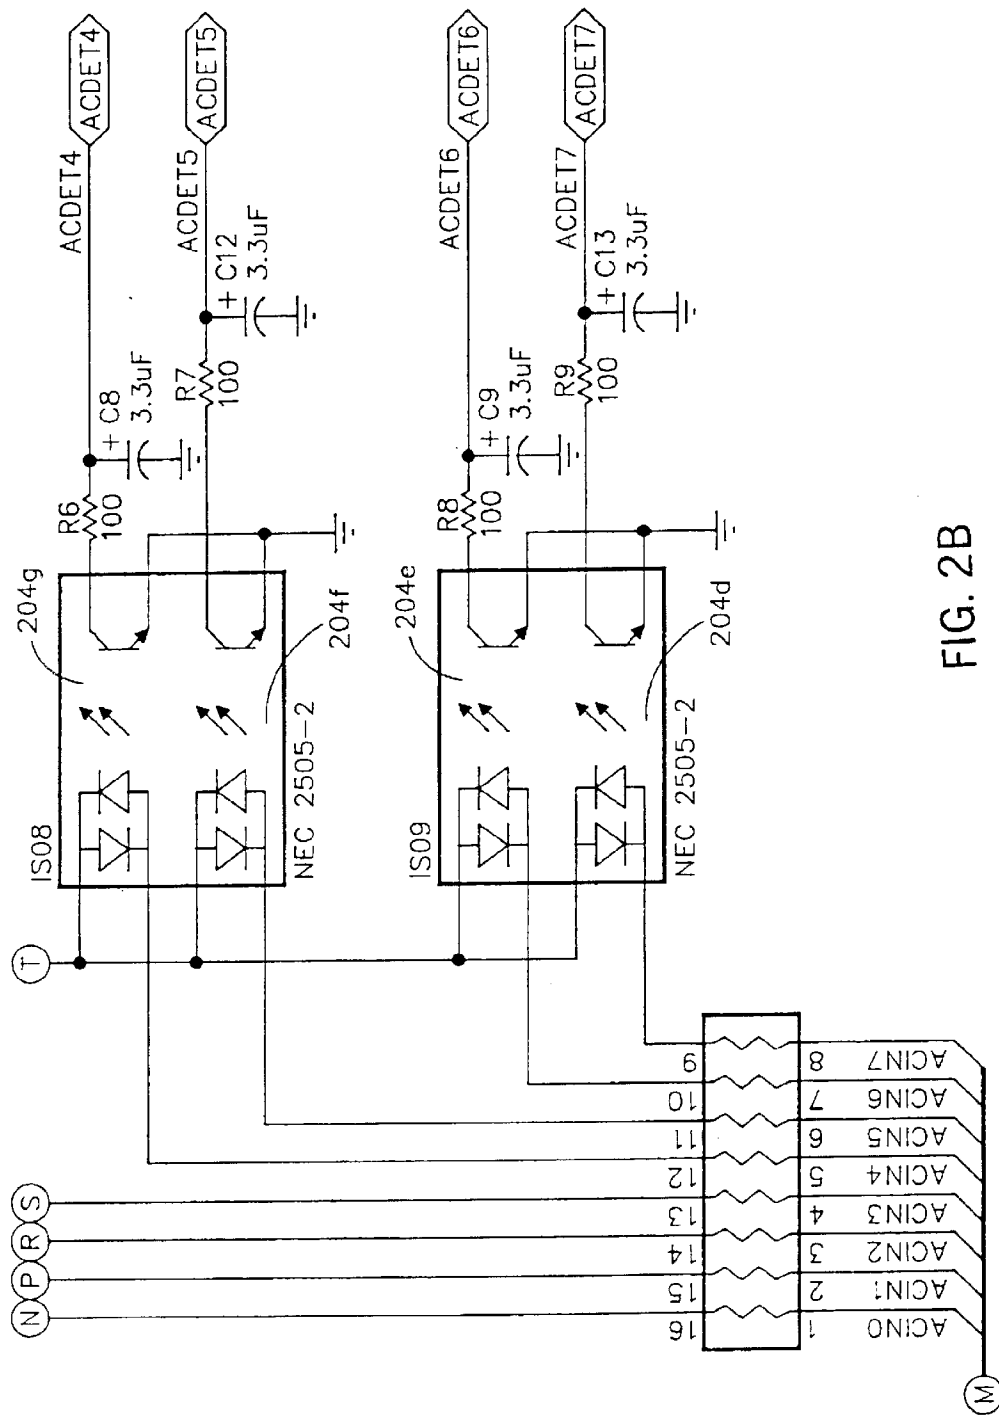 ACDET4
ACDET5
ACDET6
ACDET7
ACDET4
ACDET5
ACDET6
ACDET7
+ C8
3.3uF
+ C12
3.3uF
+ C9
3.3uF
+ C13
3.3uF
R6
100
R7
100
R8
100
R9
100
204g
204f
204e
204d
IS08
NEC 2505-2
IS09
NEC 2505-2
T
N
P
R
S
16
15
14
13
12
11
10
9
1
2
3
4
5
6
7
8
ACIN0
ACIN1
ACIN2
ACIN3
ACIN4
ACIN5
ACIN6
ACIN7
M
FIG. 2B